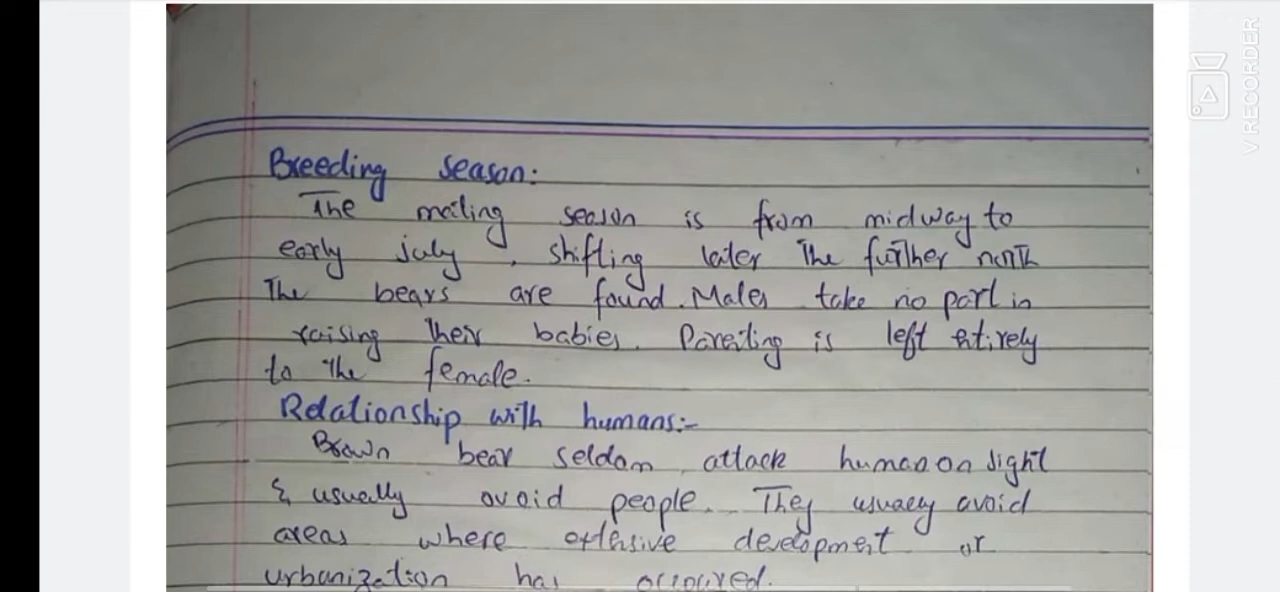 Breeding season:
The mating season is from midway to
early july, shifting later the further north
The bears are found. Males take no part in
raising their babies. Pareting is left entirely
to the female.
Relationship with humans:-
Brown bear seldom attack human on sight
& usually avoid people. They usually avoid
areas where extensive development or
urbanization has occoured.
V RECORDER